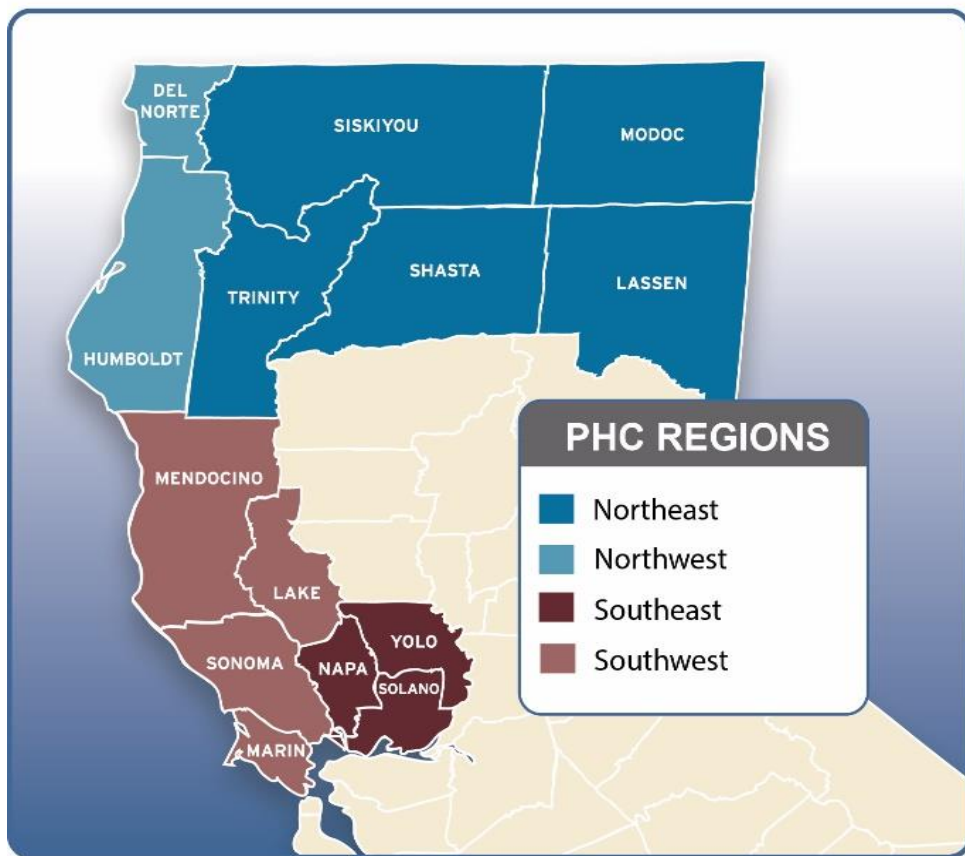 DEL
NORTE
SISKIYOU
MODOC
SHASTA
LASSEN
TRINITY
HUMBOLDT
MENDOCINO
LAKE
YOLO
SONOMA
NAPA
SOLANO
MARIN
PHC REGIONS
Northeast
Northwest
Southeast
Southwest